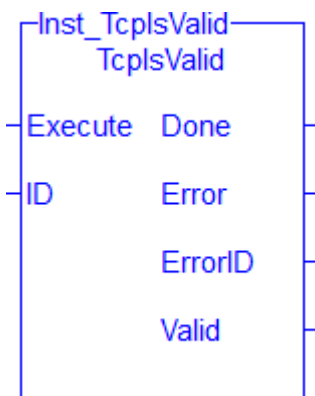 Inst_TcpIsValid
TcpIsValid
Execute Done
ID Error
ErrorID
Valid